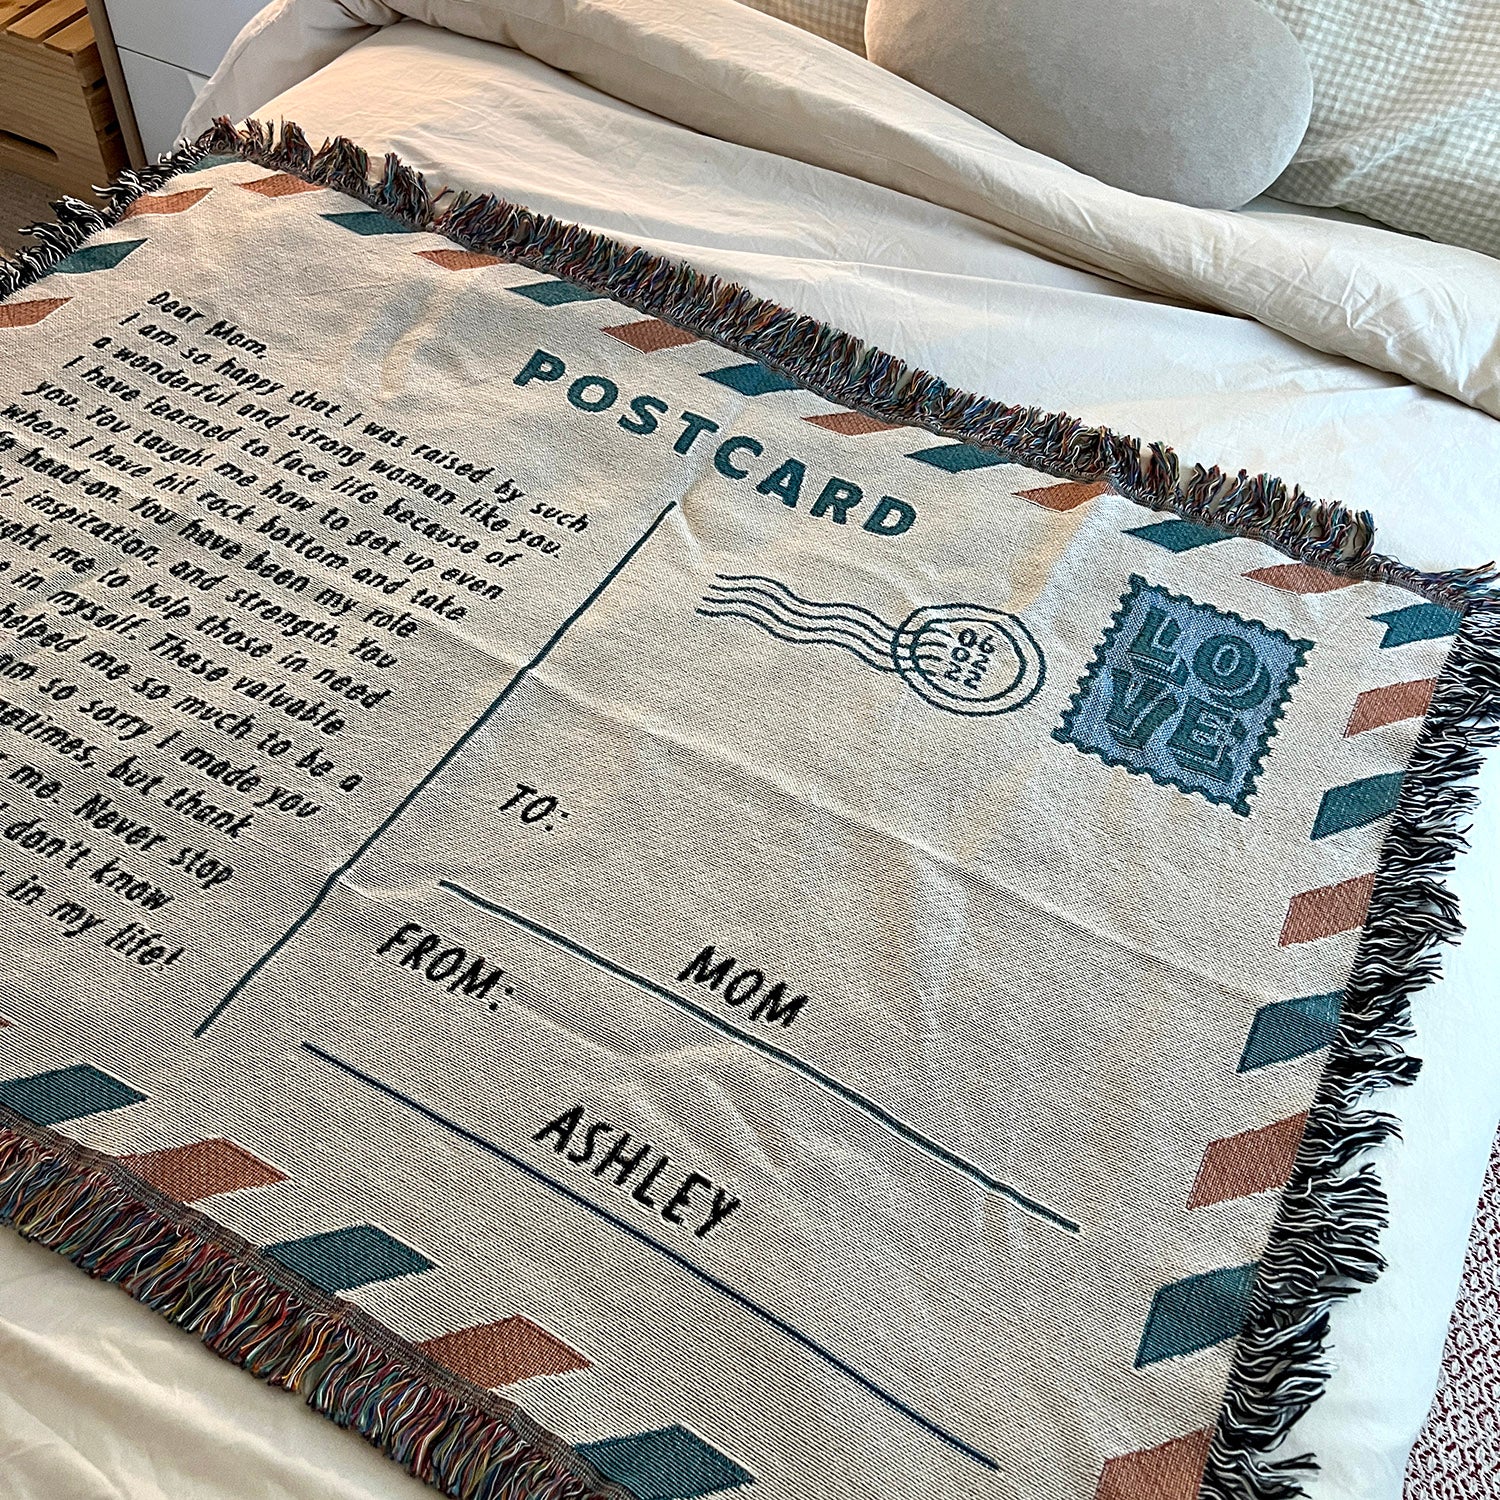 POSTCARD
Dear Mom,
I am so happy that I was raised by such
a wonderful and strong woman like you.
I have learned to face life because of
you. You taught me how to get up even
when I have hit rock bottom and take
head-on. You have been my role
inspiration, and strength. You
me to help those in need
in myself. These valuable
helped me so much to be a
am so sorry I made you
but thank
me. Never stop
don't know
in my life!
06
02
22
LO
VE
TO:
MOM
FROM:
ASHLEY